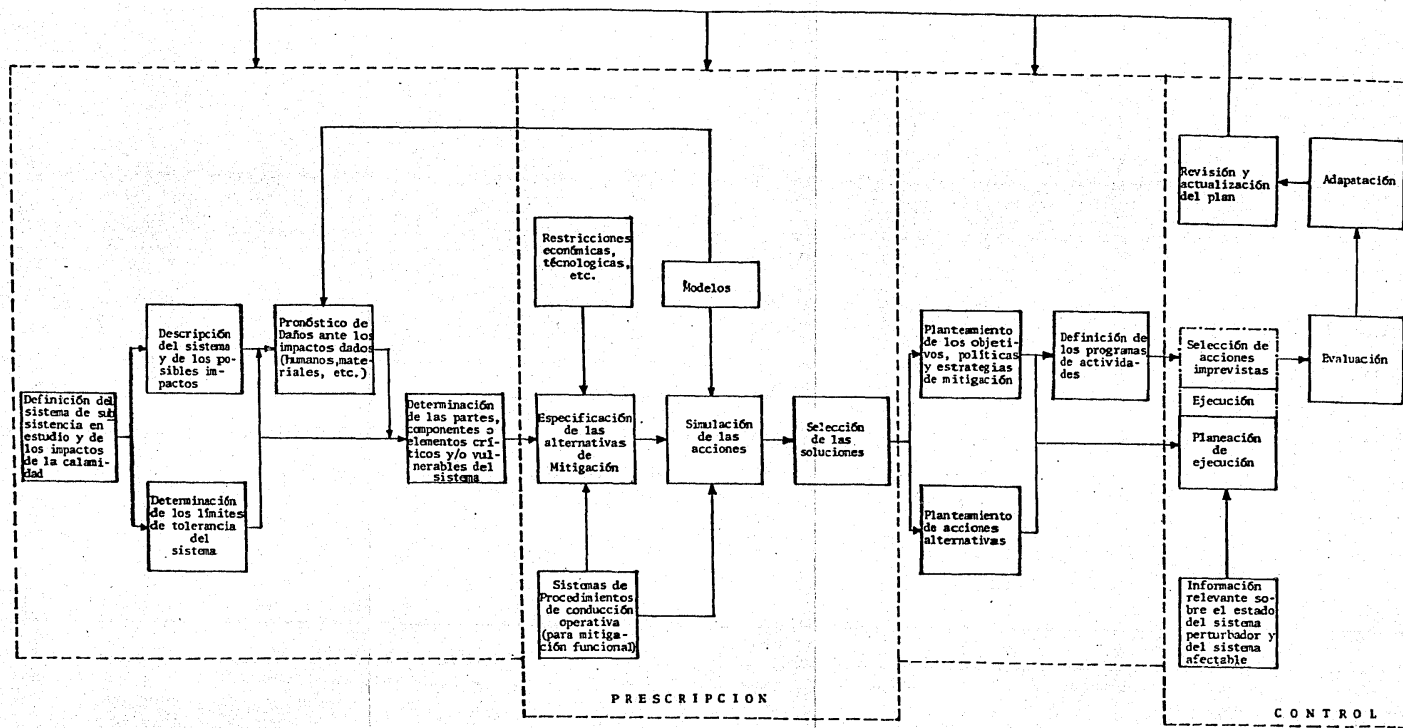 Definición del
sistema de sub
sistencia en
estudio y de
los impactos
de la calami-
dad
Descripción
del sistema
y de los po-
sibles im-
pactos
Determinación
de los límites
de tolerancia
del
sistema
Pronóstico de
Daños ante los
impactos dados
(humanos,mate-
riales, etc.)
Determinación
de las partes,
componentes o
elementos crí-
ticos y/o vul-
nerables del
sistema
Restricciones
económicas,
técnologicas,
etc.
Especificación
de las
alternativas
de
Mitigación
Sistemas de
Procedimientos
de conducción
operativa
(para mitiga-
ción funcional)
Modelos
Simulación
de las
acciones
Selección
de las
soluciones
PRESCRIPCION
Planteamiento
de los objeti-
vos, políticas
y estrategias
de mitigación
Planteamiento
de acciones
alternativas
Definición de
los programas
de activida-
des
Revisión y
actualización
del plan
Adapatación
Selección de
acciones
imprevistas
Ejecución
Planeación
de
ejecución
Evaluación
Información
relevante so-
bre el estado
del sistema
perturbador y
del sistema
afectable
CONTROL